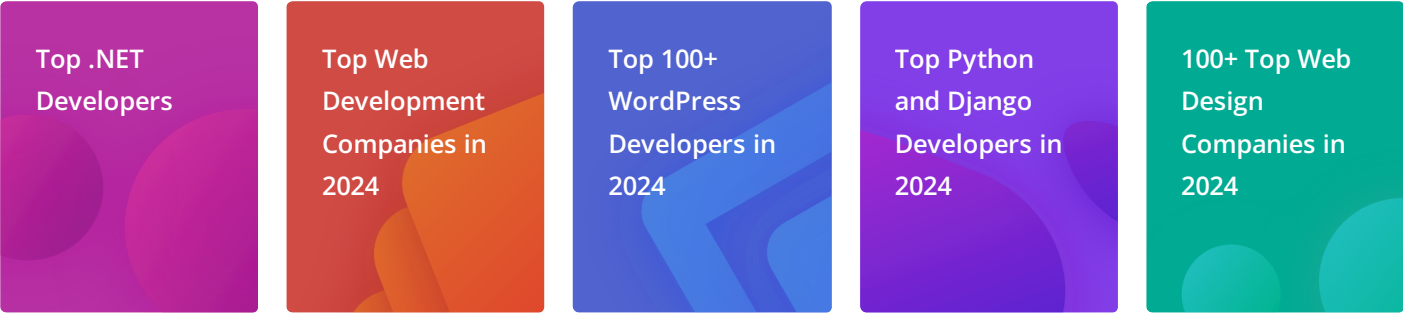 Top .NET
Developers
Top Web
Development
Companies in
2024
Top 100+
WordPress
Developers in
2024
Top Python
and Django
Developers in
2024
100+ Top Web
Design
Companies in
2024